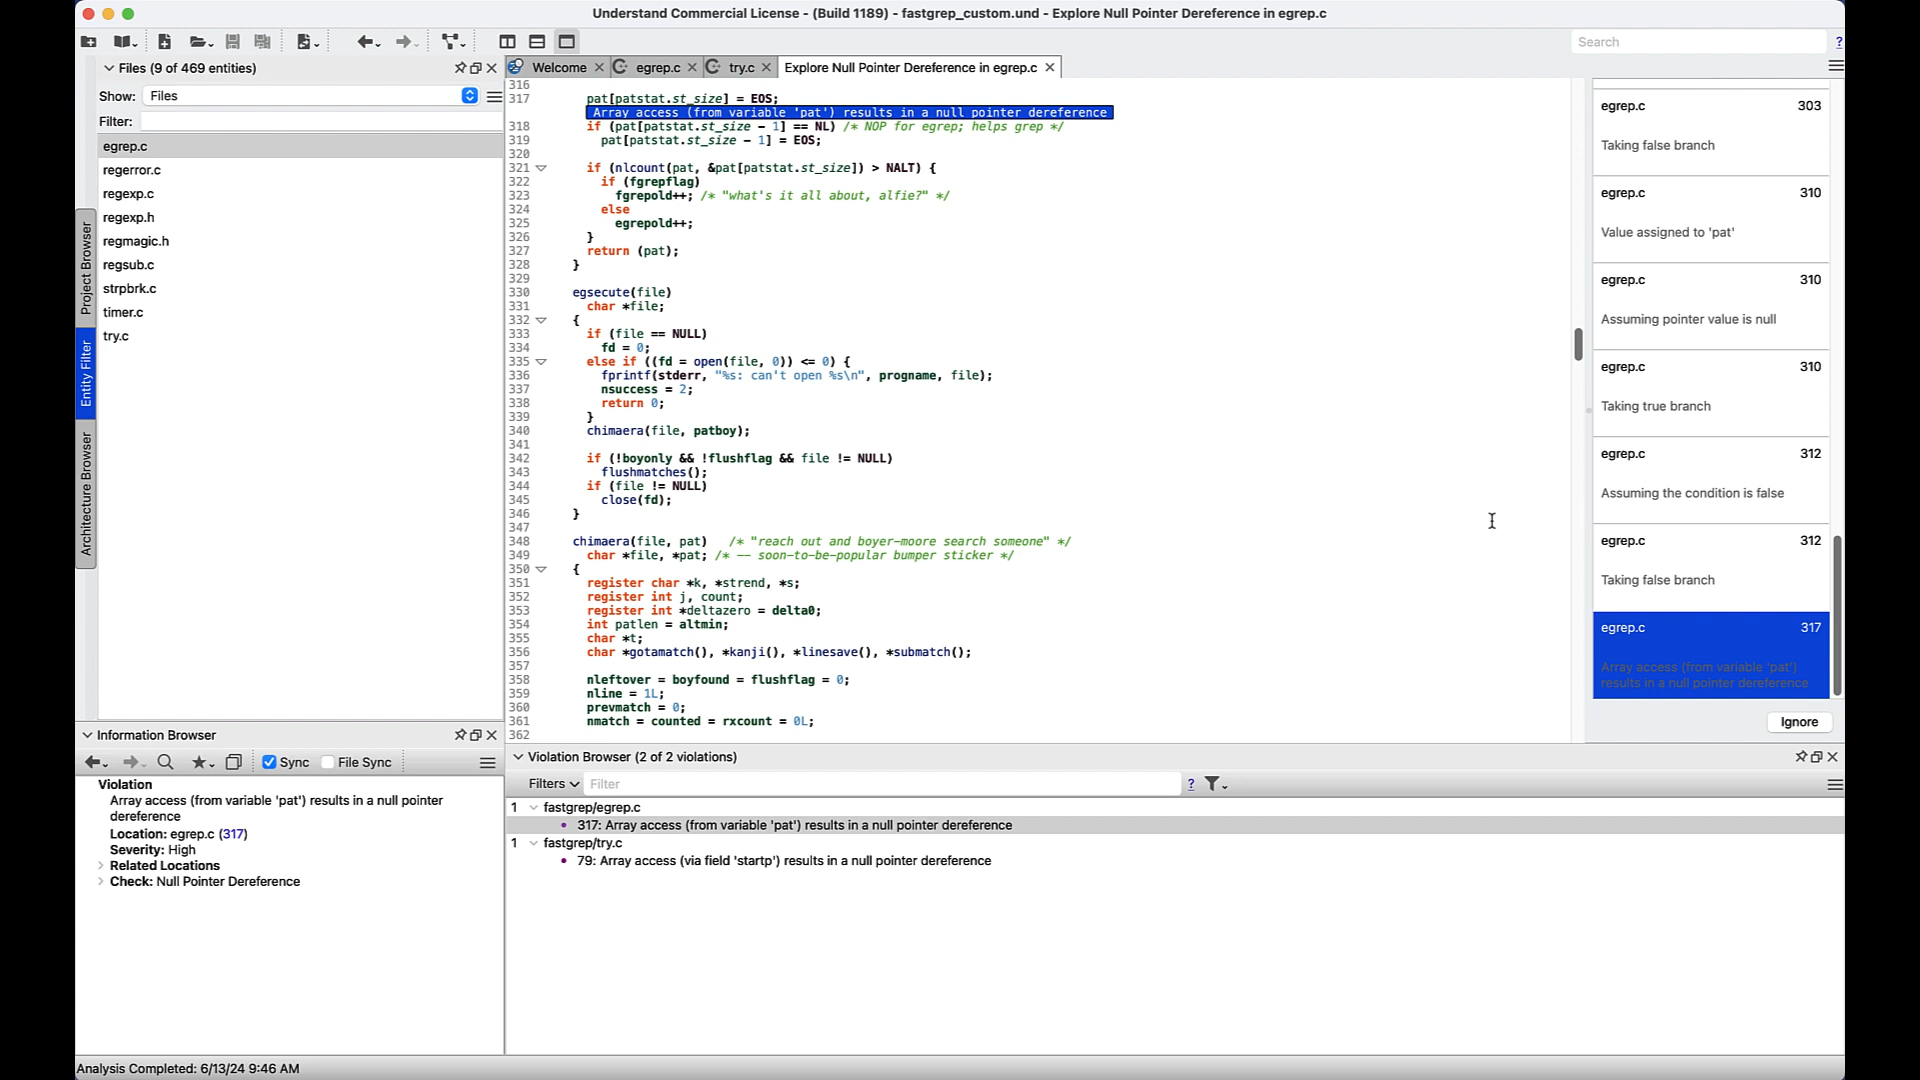 Understand Commercial License - (Build 1189) - fastgrep_custom.und - Explore Null Pointer Dereference in egrep.c
Search
?
Files (9 of 469 entities)
Show: Files
Filter:
egrep.c
regerror.c
regexp.c
regexp.h
regmagic.h
regsub.c
strpbrk.c
timer.c
try.c
Project Browser
Entity Filter
Architecture Browser
Welcome
egrep.c
try.c
Explore Null Pointer Dereference in egrep.c
316
317 pat[patstat.st_size] = EOS;
Array access (from variable 'pat') results in a null pointer dereference
318 if (pat[patstat.st_size - 1] == NL) /* NOP for egrep; helps grep */
319 pat[patstat.st_size - 1] = EOS;
320
321 if (nlcount(pat, &pat[patstat.st_size]) > NALT) {
322 if (fgrepflag)
323 fgrepold++; /* "what's it all about, alfie?" */
324 else
325 egrepold++;
326 }
327 return (pat);
328 }
329
330 egsecute(file)
331 char *file;
332 {
333 if (file == NULL)
334 fd = 0;
335 else if ((fd = open(file, 0)) <= 0) {
336 fprintf(stderr, "%s: can't open %s\n", progname, file);
337 nsuccess = 2;
338 return 0;
339 }
340 chimaera(file, patboy);
341
342 if (!boyonly && !flushflag && file != NULL)
343 flushmatches();
344 if (file != NULL)
345 close(fd);
346 }
347
348 chimaera(file, pat) /* "reach out and boyer-moore search someone" */
349 char *file, *pat; /* -- soon-to-be-popular bumper sticker */
350 {
351 register char *k, *strend, *s;
352 register int j, count;
353 register int *deltazero = delta0;
354 int patlen = altmin;
355 char *t;
356 char *gotamatch(), *kanji(), *linesave(), *submatch();
357
358 nleftover = boyfound = flushflag = 0;
359 nline = 1L;
360 prevmatch = 0;
361 nmatch = counted = rxcount = 0L;
362
egrep.c 303
Taking false branch
egrep.c 310
Value assigned to 'pat'
egrep.c 310
Assuming pointer value is null
egrep.c 310
Taking true branch
egrep.c 312
Assuming the condition is false
egrep.c 312
Taking false branch
egrep.c 317
Array access (from variable 'pat')
results in a null pointer dereference
Ignore
Information Browser
Sync
File Sync
Violation
Array access (from variable 'pat') results in a null pointer
dereference
Location: egrep.c (317)
Severity: High
Related Locations
Check: Null Pointer Dereference
Violation Browser (2 of 2 violations)
Filters
Filter
?
1 fastgrep/egrep.c
317: Array access (from variable 'pat') results in a null pointer dereference
1 fastgrep/try.c
79: Array access (via field 'startp') results in a null pointer dereference
Analysis Completed: 6/13/24 9:46 AM